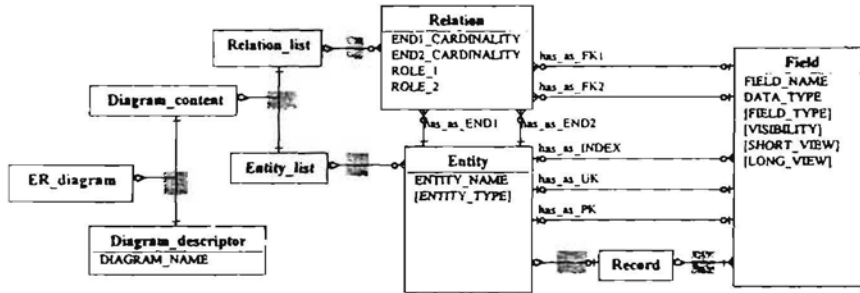 Relation
END1_CARDINALITY
END2_CARDINALITY
ROLE_1
ROLE_2
Relation_list
has_as_FK1
has_as_FK2
Field
FIELD_NAME
DATA_TYPE
[FIELD_TYPE]
[VISIBILITY]
[SHORT_VIEW]
[LONG_VIEW]
Diagram_content
has_as_END1
has_as_END2
has_as_INDEX
Entity_list
Entity
ENTITY_NAME
[ENTITY_TYPE]
has_as_UK
has_as_PK
ER_diagram
Diagram_descriptor
DIAGRAM_NAME
Record